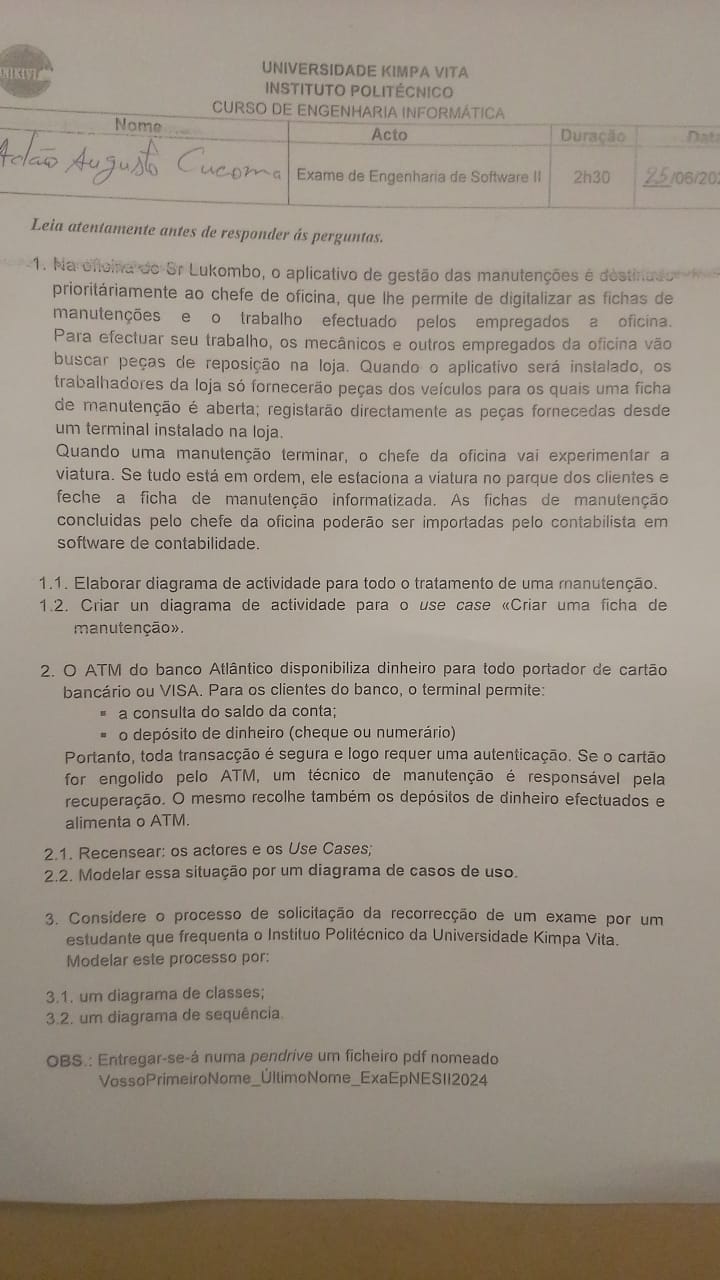 UNIKIVI
UNIVERSIDADE KIMPA VITA
INSTITUTO POLITÉCNICO
CURSO DE ENGENHARIA INFORMÁTICA
Nome Acto Duração Data
Adão Augusto Cucoma Exame de Engenharia de Software II 2h30 25/06/202
Leia atentamente antes de responder ás perguntas.
1. Na oficina do Sr Lukombo, o aplicativo de gestão das manutenções é destinado
prioritáriamente ao chefe de oficina, que lhe permite de digitalizar as fichas de
manutenções e o trabalho efectuado pelos empregados a oficina.
Para efectuar seu trabalho, os mecânicos e outros empregados da oficina vão
buscar peças de reposição na loja. Quando o aplicativo será instalado, os
trabalhadores da loja só fornecerão peças dos veículos para os quais uma ficha
de manutenção é aberta; registarão directamente as peças fornecedas desde
um terminal instalado na loja.
Quando uma manutenção terminar, o chefe da oficina vai experimentar a
viatura. Se tudo está em ordem, ele estaciona a viatura no parque dos clientes e
feche a ficha de manutenção informatizada. As fichas de manutenção
concluidas pelo chefe da oficina poderão ser importadas pelo contabilista em
software de contabilidade.
1.1. Elaborar diagrama de actividade para todo o tratamento de uma manutenção.
1.2. Criar un diagrama de actividade para o use case «Criar uma ficha de
manutenção».
2. O ATM do banco Atlântico disponibiliza dinheiro para todo portador de cartão
bancário ou VISA. Para os clientes do banco, o terminal permite:
▪ a consulta do saldo da conta;
▪ o depósito de dinheiro (cheque ou numerário)
Portanto, toda transacção é segura e logo requer uma autenticação. Se o cartão
for engolido pelo ATM, um técnico de manutenção é responsável pela
recuperação. O mesmo recolhe também os depósitos de dinheiro efectuados e
alimenta o ATM.
2.1. Recensear: os actores e os Use Cases;
2.2. Modelar essa situação por um diagrama de casos de uso.
3. Considere o processo de solicitação da recorrecção de um exame por um
estudante que frequenta o Instituo Politécnico da Universidade Kimpa Vita.
Modelar este processo por:
3.1. um diagrama de classes;
3.2. um diagrama de sequência.
OBS.: Entregar-se-á numa pendrive um ficheiro pdf nomeado
VossoPrimeiroNome_ÚltimoNome_ExaEpNESII2024